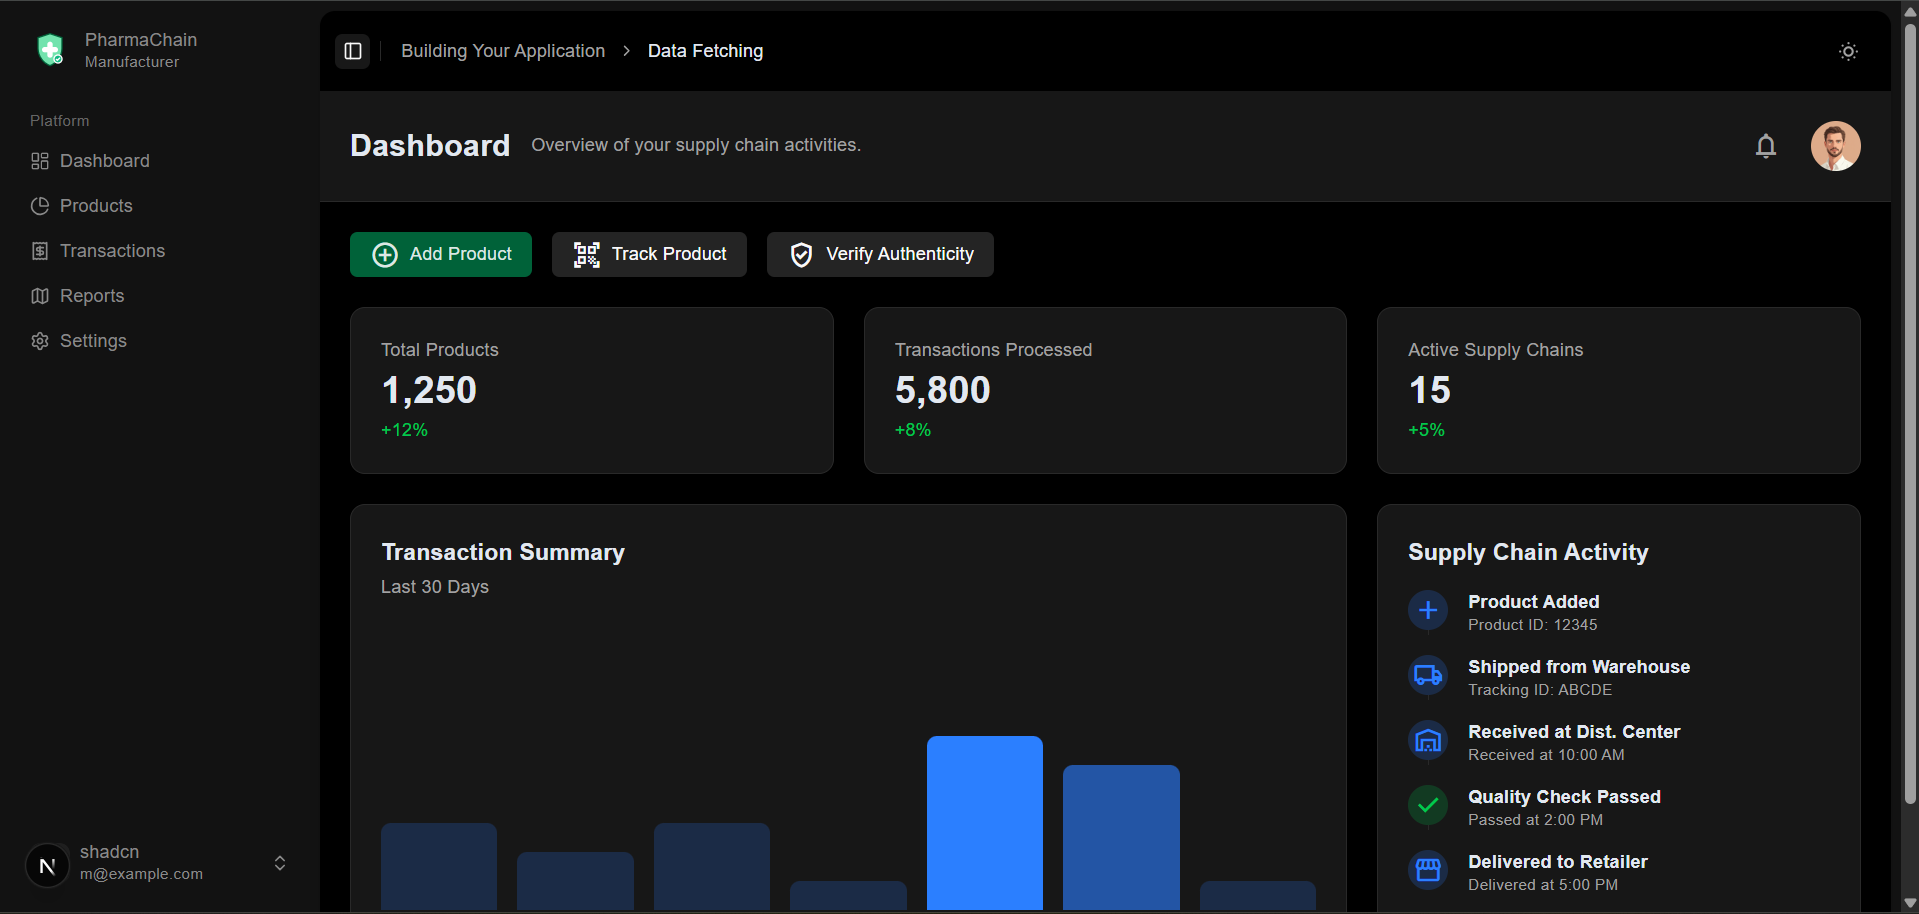 PharmaChain
Manufacturer
Platform
Dashboard
Products
Transactions
Reports
Settings
shadcn
m@example.com
Building Your Application > Data Fetching
Dashboard Overview of your supply chain activities.
Add Product
Track Product
Verify Authenticity
Total Products
1,250
+12%
Transactions Processed
5,800
+8%
Active Supply Chains
15
+5%
Transaction Summary
Last 30 Days
Supply Chain Activity
Product Added
Product ID: 12345
Shipped from Warehouse
Tracking ID: ABCDE
Received at Dist. Center
Received at 10:00 AM
Quality Check Passed
Passed at 2:00 PM
Delivered to Retailer
Delivered at 5:00 PM
N